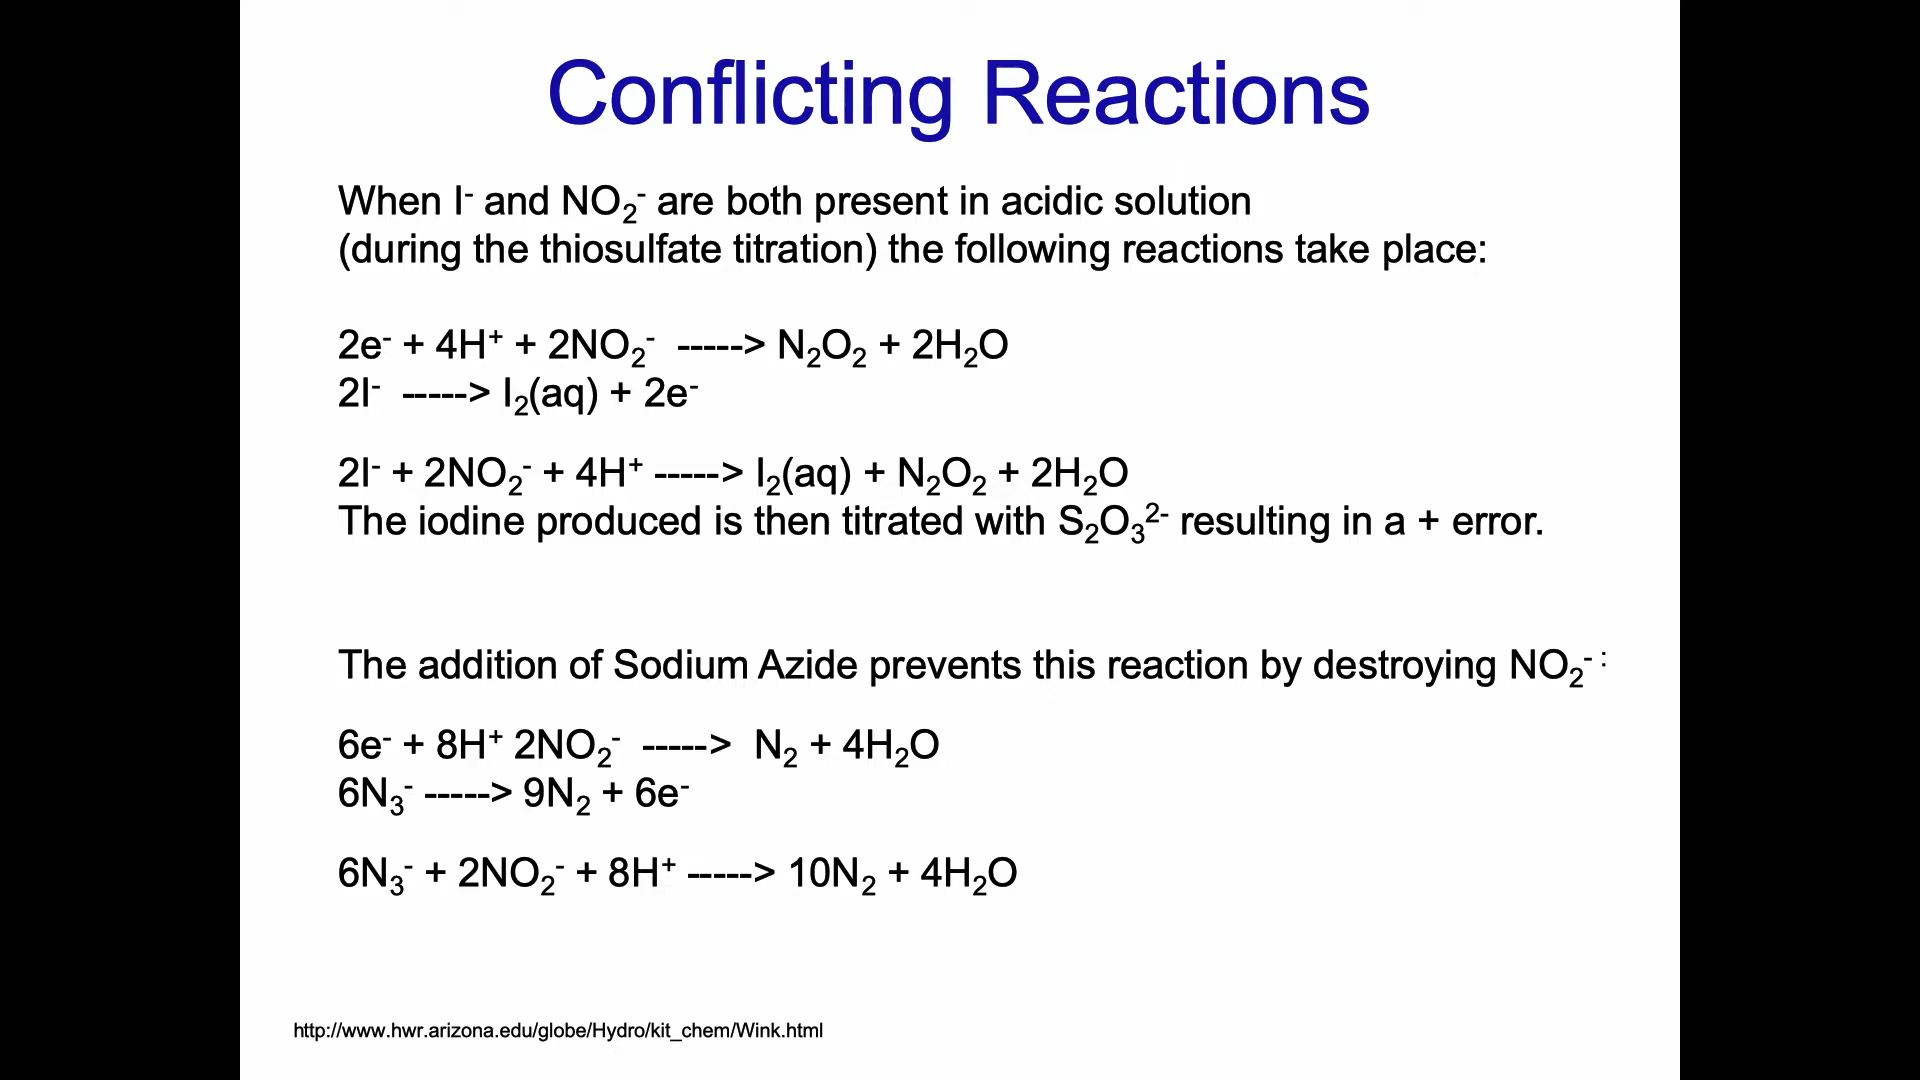 Conflicting Reactions
When I⁻ and NO₂⁻ are both present in acidic solution
(during the thiosulfate titration) the following reactions take place:
2e⁻ + 4H⁺ + 2NO₂⁻ -----> N₂O₂ + 2H₂O
2I⁻ -----> I₂(aq) + 2e⁻
2I⁻ + 2NO₂⁻ + 4H⁺ -----> I₂(aq) + N₂O₂ + 2H₂O
The iodine produced is then titrated with S₂O₃²⁻ resulting in a + error.
The addition of Sodium Azide prevents this reaction by destroying NO₂⁻ :
6e⁻ + 8H⁺ 2NO₂⁻ -----> N₂ + 4H₂O
6N₃⁻ -----> 9N₂ + 6e⁻
6N₃⁻ + 2NO₂⁻ + 8H⁺ -----> 10N₂ + 4H₂O
http://www.hwr.arizona.edu/globe/Hydro/kit_chem/Wink.html